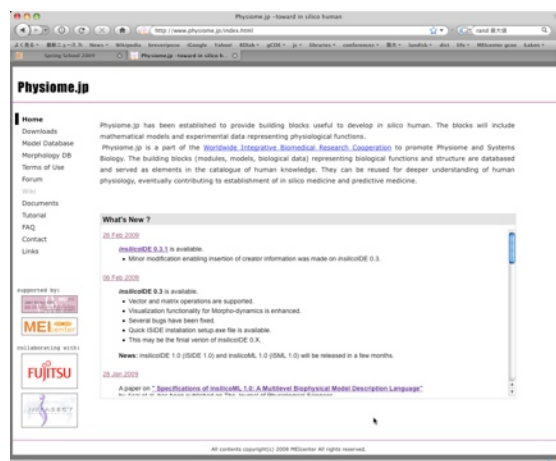 Physiome.jp -toward in silico human
http://www.physiome.jp/index.html
rand 最大値
News
Wikipedia
Yahoo!
Spring School 2009
Physiome.jp -toward in silico h...
Physiome.jp
Home
Downloads
Model Database
Morphology DB
Terms of Use
Forum
Wiki
Documents
Tutorial
FAQ
Contact
Links
supported by:
MEI center
collaborating with:
FUJITSU
Physiome.jp has been established to provide building blocks useful to develop in silico human. The blocks will include
mathematical models and experimental data representing physiological functions.
Physiome.jp is a part of the Worldwide Integrative Biomedical Research Cooperation to promote Physiome and Systems
Biology. The building blocks (modules, models, biological data) representing biological functions and structure are databased
and served as elements in the catalogue of human knowledge. They can be reused for deeper understanding of human
physiology, eventually contributing to establishment of in silico medicine and predictive medicine.
What's New ?
26 Feb 2009
insilicoIDE 0.3.1 is available.
• Minor modification enabling insertion of creator information was made on insilicoIDE 0.3.
06 Feb 2009
insilicoIDE 0.3 is available.
• Vector and matrix operations are supported.
• Visualization functionality for Morpho-dynamics is enhanced.
• Several bugs have been fixed.
• Quick ISIDE installation setup.exe file is available.
• This may be the finial verion of insilicoIDE 0.X.
News: insilicoIDE 1.0 (ISIDE 1.0) and insilicoML 1.0 (ISML 1.0) will be released in a few months.
28 Jan 2009
A paper on " Specifications of insilicoML 1.0: A Multilevel Biophysical Model Description Language"
All contents copyright(c) 2008 MEIcenter All rights reserved.